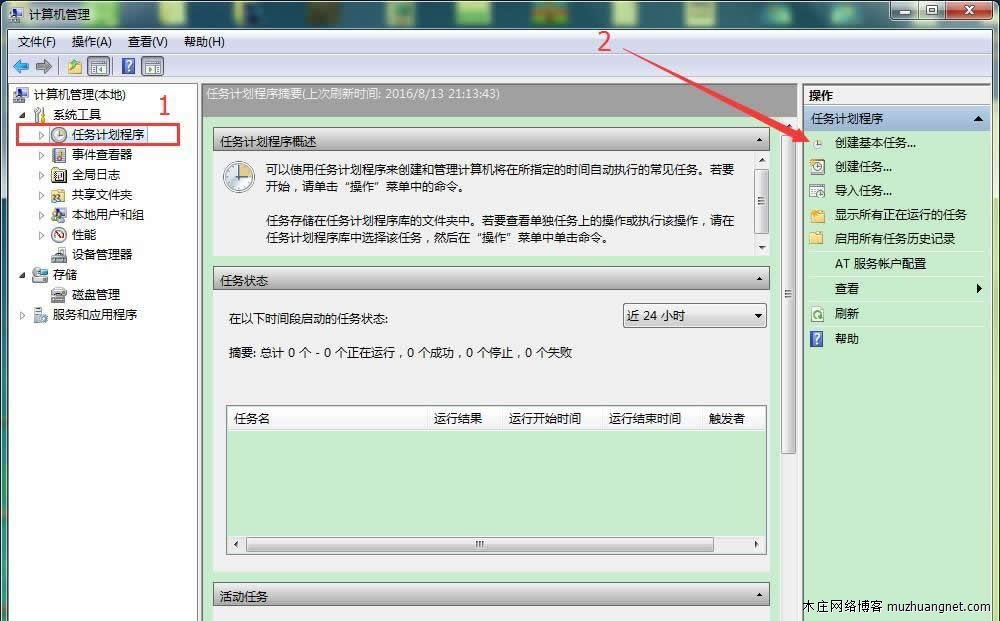 计算机管理
文件(F) 操作(A) 查看(V) 帮助(H)
计算机管理(本地)
系统工具
1
任务计划程序
事件查看器
全局日志
共享文件夹
本地用户和组
性能
设备管理器
存储
磁盘管理
服务和应用程序
任务计划程序摘要(上次刷新时间: 2016/8/13 21:13:43)
任务计划程序概述
可以使用任务计划程序来创建和管理计算机将在所指定的时间自动执行的常见任务。若要
开始，请单击“操作”菜单中的命令。
任务存储在任务计划程序库的文件夹中。若要查看单独任务上的操作或执行该操作，请在
任务计划程序库中选择该任务，然后在“操作”菜单中单击命令。
任务状态
在以下时间段启动的任务状态:
近 24 小时
摘要: 总计 0 个 - 0 个正在运行，0 个成功，0 个停止，0 个失败
任务名 运行结果 运行开始时间 运行结束时间 触发者
活动任务
2
操作
任务计划程序
创建基本任务...
创建任务...
导入任务...
显示所有正在运行的任务
启用所有任务历史记录
AT 服务帐户配置
查看
刷新
帮助
木庄网络博客 muzhuangnet.com